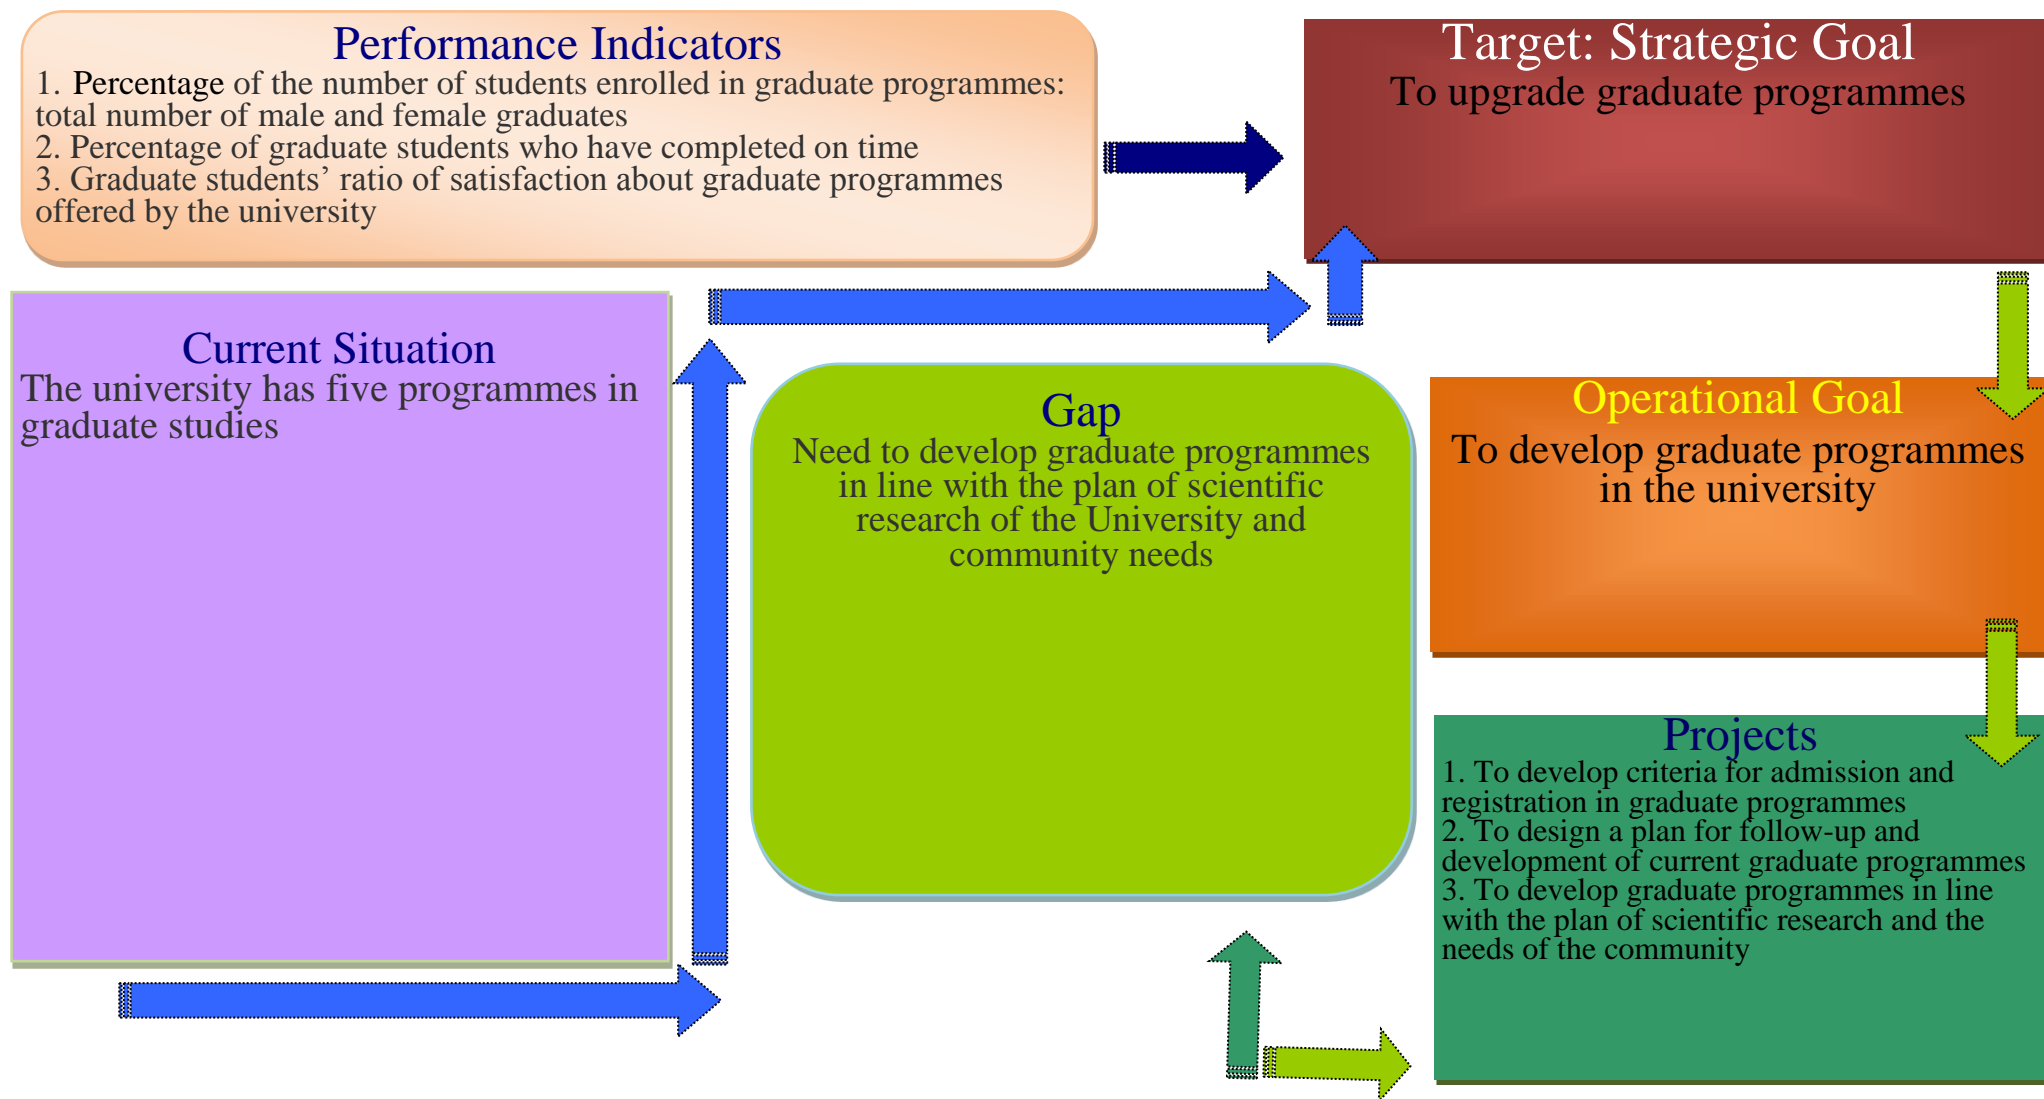 Performance Indicators
1. Percentage of the number of students enrolled in graduate programmes:
total number of male and female graduates
2. Percentage of graduate students who have completed on time
3. Graduate students’ ratio of satisfaction about graduate programmes
offered by the university
Target: Strategic Goal
To upgrade graduate programmes
Current Situation
The university has five programmes in
graduate studies
Gap
Need to develop graduate programmes
in line with the plan of scientific
research of the University and
community needs
Operational Goal
To develop graduate programmes
in the university
Projects
1. To develop criteria for admission and
registration in graduate programmes
2. To design a plan for follow-up and
development of current graduate programmes
3. To develop graduate programmes in line
with the plan of scientific research and the
needs of the community